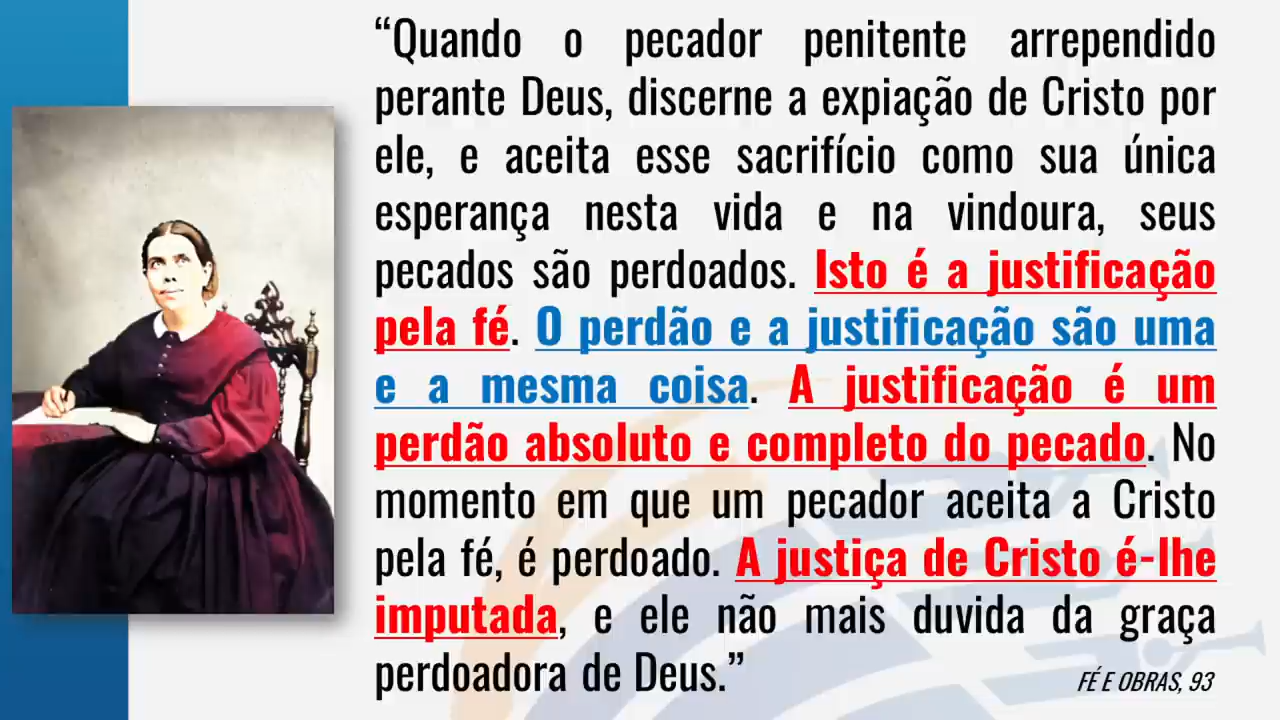 “Quando o pecador penitente arrependido
perante Deus, discerne a expiação de Cristo por
ele, e aceita esse sacrifício como sua única
esperança nesta vida e na vindoura, seus
pecados são perdoados. Isto é a justificação
pela fé. O perdão e a justificação são uma
e a mesma coisa. A justificação é um
perdão absoluto e completo do pecado. No
momento em que um pecador aceita a Cristo
pela fé, é perdoado. A justiça de Cristo é-lhe
imputada, e ele não mais duvida da graça
perdoadora de Deus.”
FÉ E OBRAS, 93